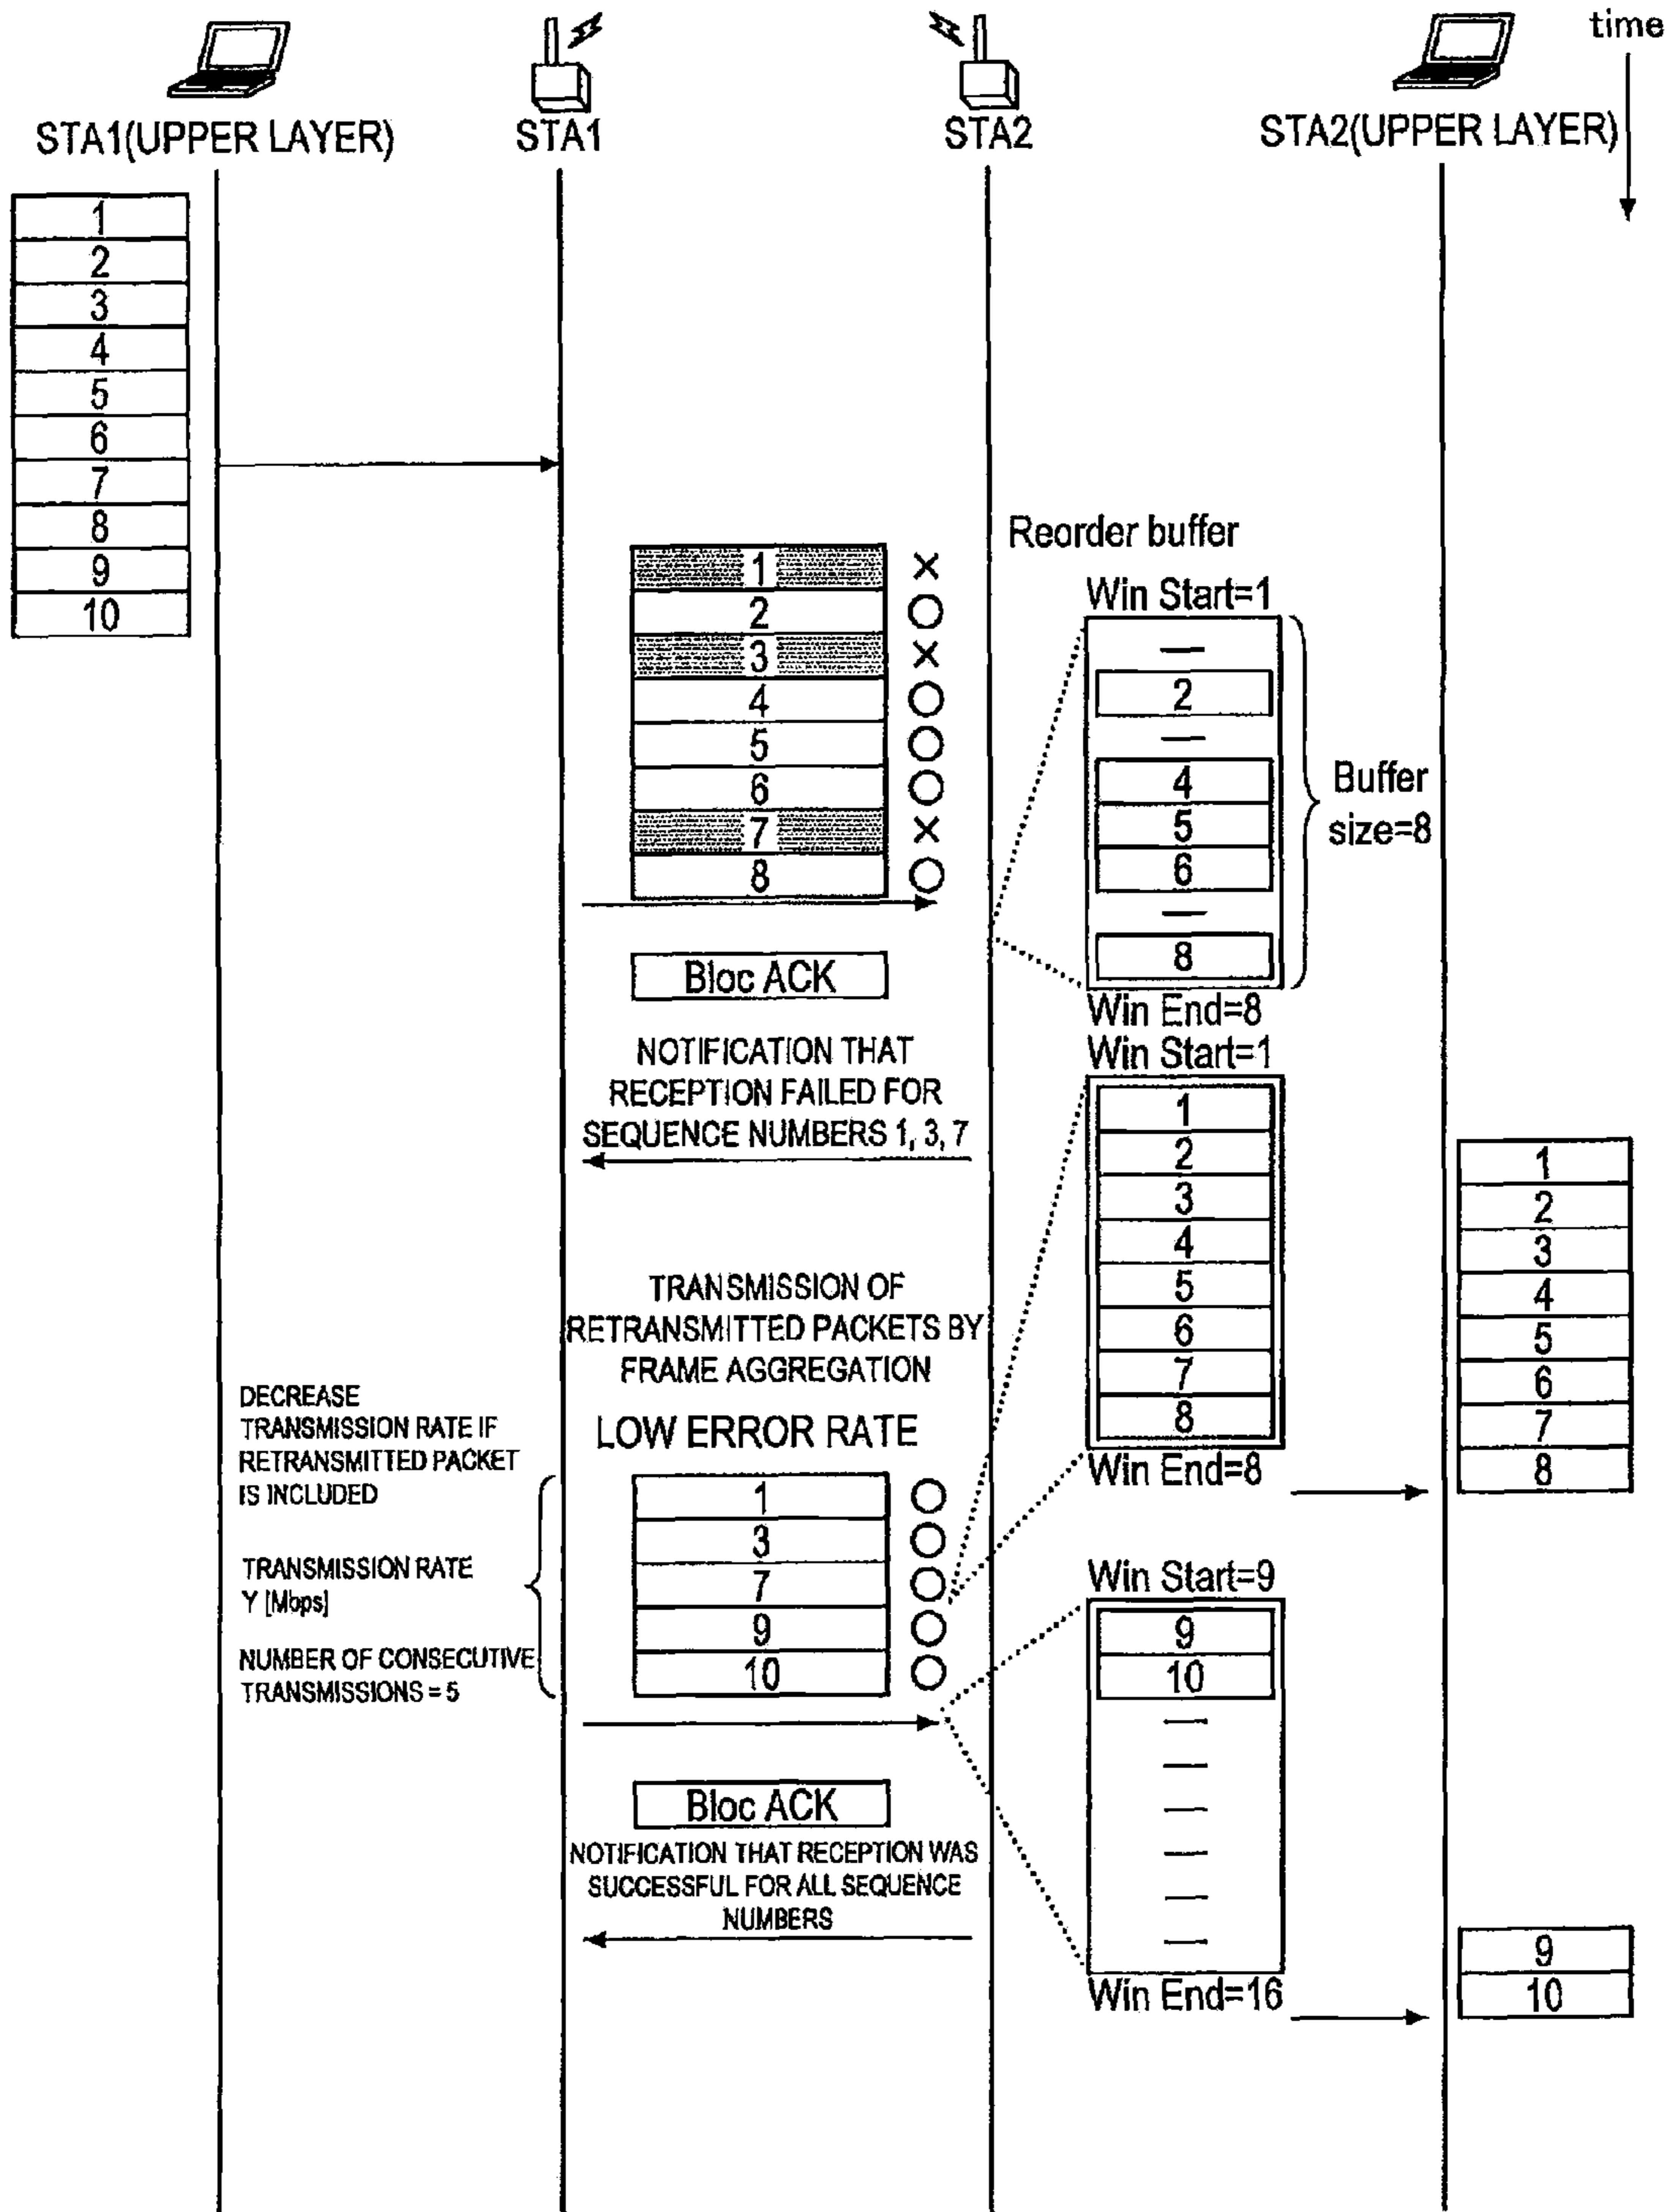 time
STA1(UPPER LAYER)
STA1
STA2
STA2(UPPER LAYER)
1
2
3
4
5
6
7
8
9
10
1 ×
2 ○
3 ×
4 ○
5 ○
6 ○
7 ×
8 ○
Reorder buffer
Win Start=1
—
2
—
4
5
6
—
8
Win End=8
Buffer
size=8
Bloc ACK
NOTIFICATION THAT
RECEPTION FAILED FOR
SEQUENCE NUMBERS 1, 3, 7
Win Start=1
1
2
3
4
5
6
7
8
Win End=8
1
2
3
4
5
6
7
8
TRANSMISSION OF
RETRANSMITTED PACKETS BY
FRAME AGGREGATION
LOW ERROR RATE
DECREASE
TRANSMISSION RATE IF
RETRANSMITTED PACKET
IS INCLUDED
TRANSMISSION RATE
Y [Mbps]
NUMBER OF CONSECUTIVE
TRANSMISSIONS = 5
1 ○
3 ○
7 ○
9 ○
10 ○
Win Start=9
9
10
—
—
—
—
—
—
Win End=16
Bloc ACK
NOTIFICATION THAT RECEPTION WAS
SUCCESSFUL FOR ALL SEQUENCE
NUMBERS
9
10